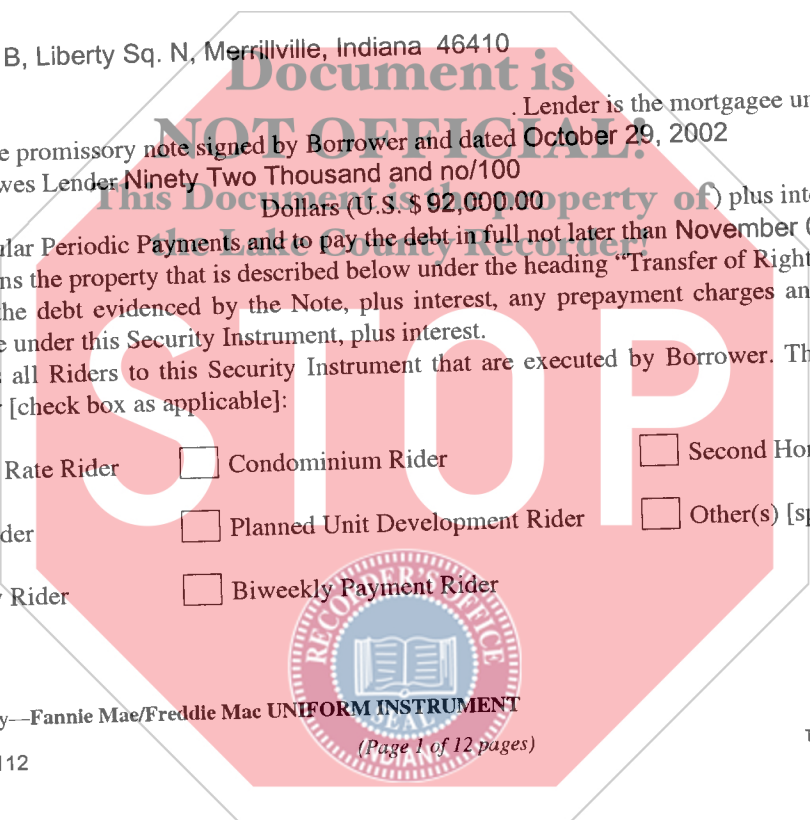 B, Liberty Sq. N, Merrillville, Indiana 46410
Document is
. Lender is the mortgagee un
NOT OFFICIAL!
e promissory note signed by Borrower and dated October 29, 2002
wes Lender Ninety Two Thousand and no/100
This Document is the property of
Dollars (U.S. $ 92,000.00 ) plus inte
the Lake County Recorder!
ular Periodic Payments and to pay the debt in full not later than November
ns the property that is described below under the heading “Transfer of Right
he debt evidenced by the Note, plus interest, any prepayment charges an
e under this Security Instrument, plus interest.
all Riders to this Security Instrument that are executed by Borrower. Th
[check box as applicable]:
STOP
Rate Rider Condominium Rider Second Hom
der Planned Unit Development Rider Other(s) [sp
Rider Biweekly Payment Rider
RECORDER'S OFFICE
SEAL
INDIANA
y—Fannie Mae/Freddie Mac UNIFORM INSTRUMENT
(Page 1 of 12 pages)
112